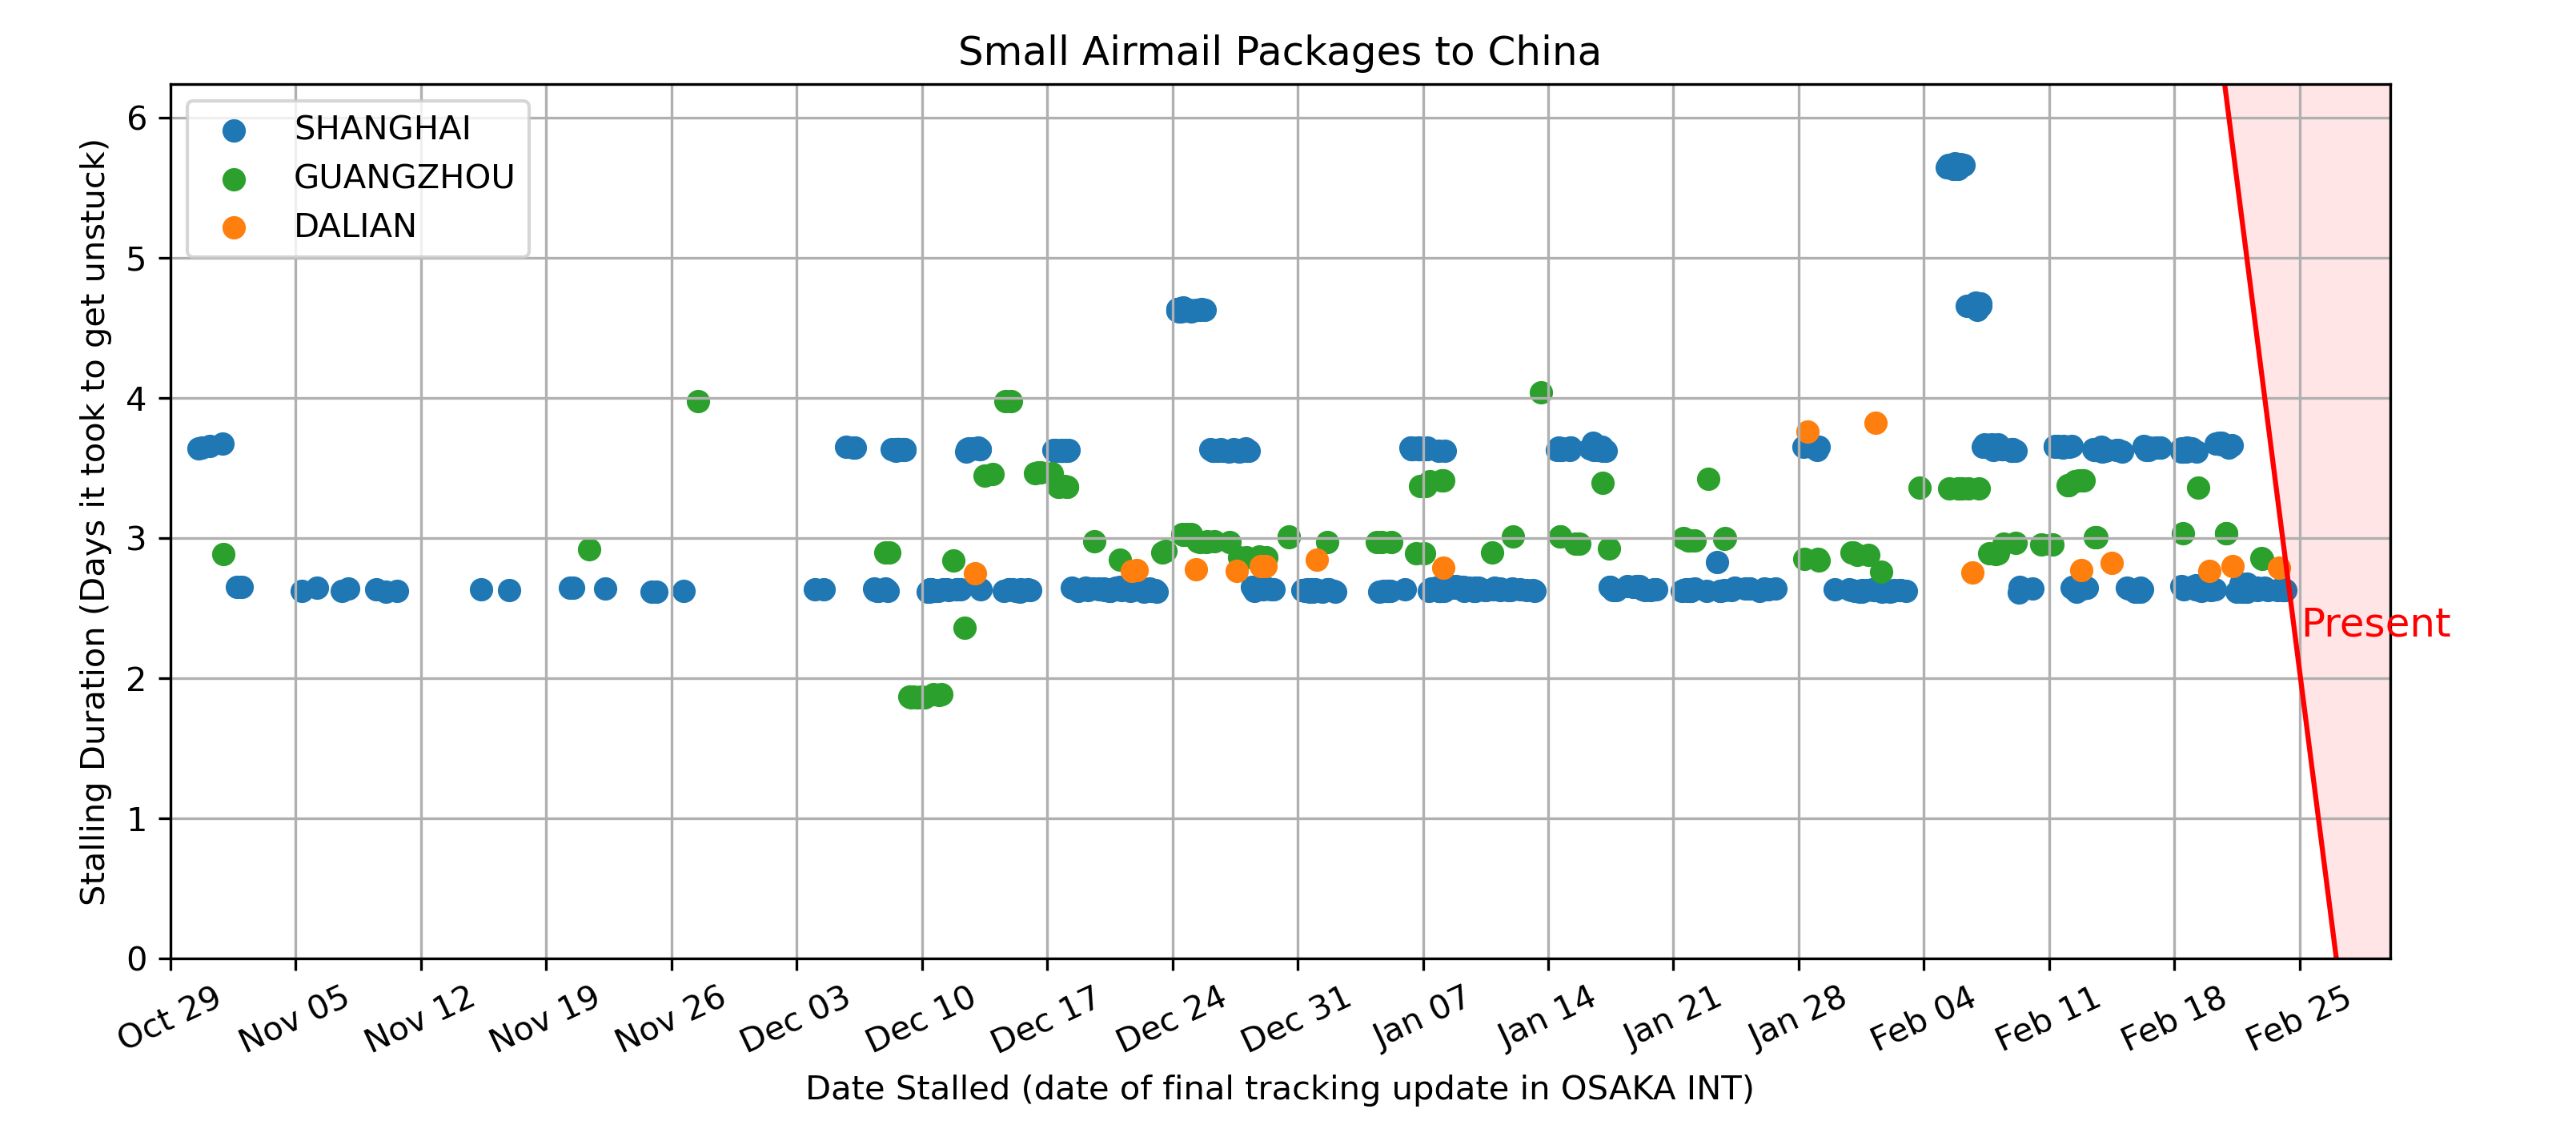 Small Airmail Packages to China
Stalling Duration (Days it took to get unstuck)
6
5
4
3
2
1
0
SHANGHAI
GUANGZHOU
DALIAN
Present
Oct 29
Nov 05
Nov 12
Nov 19
Nov 26
Dec 03
Dec 10
Dec 17
Dec 24
Dec 31
Jan 07
Jan 14
Jan 21
Jan 28
Feb 04
Feb 11
Feb 18
Feb 25
Date Stalled (date of final tracking update in OSAKA INT)